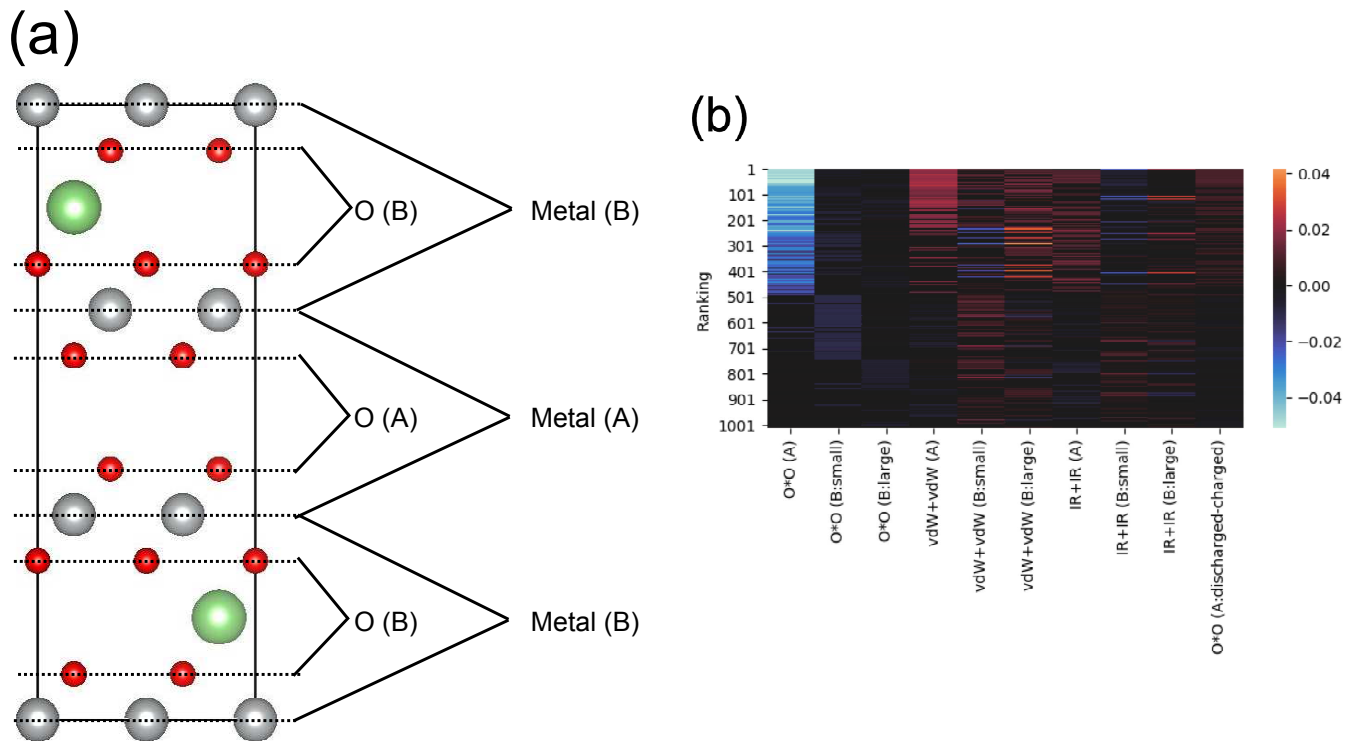 (a)
O (B)
Metal (B)
O (A)
Metal (A)
O (B)
Metal (B)
(b)
Ranking
1
101
201
301
401
501
601
701
801
901
1001
O*O (A)
O*O (B:small)
O*O (B:large)
vdW+vdW (A)
vdW+vdW (B:small)
vdW+vdW (B:large)
IR+IR (A)
IR+IR (B:small)
IR+IR (B:large)
O*O (A:discharged-charged)
0.04
0.02
0.00
−0.02
−0.04